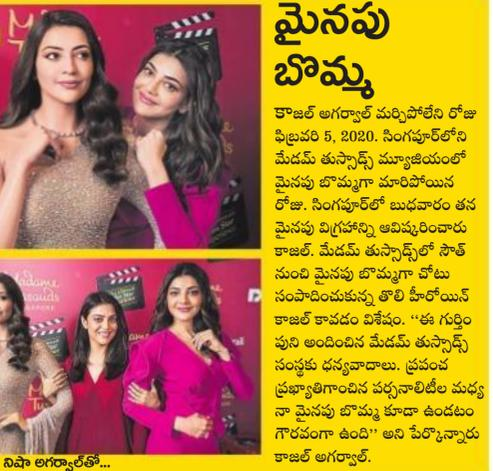 మైనపు
బొమ్మ
కాజల్ అగర్వాల్ మర్చిపోలేని రోజు
ఫిబ్రవరి 5, 2020. సింగపూర్‌లోని
మేడమ్ తుస్సాడ్స్ మ్యూజియంలో
మైనపు బొమ్మగా మారిపోయిన
రోజు. సింగపూర్‌లో బుధవారం తన
మైనపు విగ్రహాన్ని ఆవిష్కరించారు
కాజల్. మేడమ్ తుస్సాడ్స్‌లో సౌత్
నుంచి మైనపు బొమ్మగా చోటు
సంపాదించుకున్న తొలి హీరోయిన్
కాజల్ కావడం విశేషం. ‘‘ఈ గుర్తిం
పుని అందించిన మేడమ్ తుస్సాడ్స్
సంస్థకు ధన్యవాదాలు. ప్రపంచ
ప్రఖ్యాతిగాంచిన పర్సనాలిటీల మధ్య
నా మైనపు బొమ్మ కూడా ఉండటం
గౌరవంగా ఉంది’’ అని పేర్కొన్నారు
కాజల్ అగర్వాల్.
నిషా అగర్వాల్‌తో...